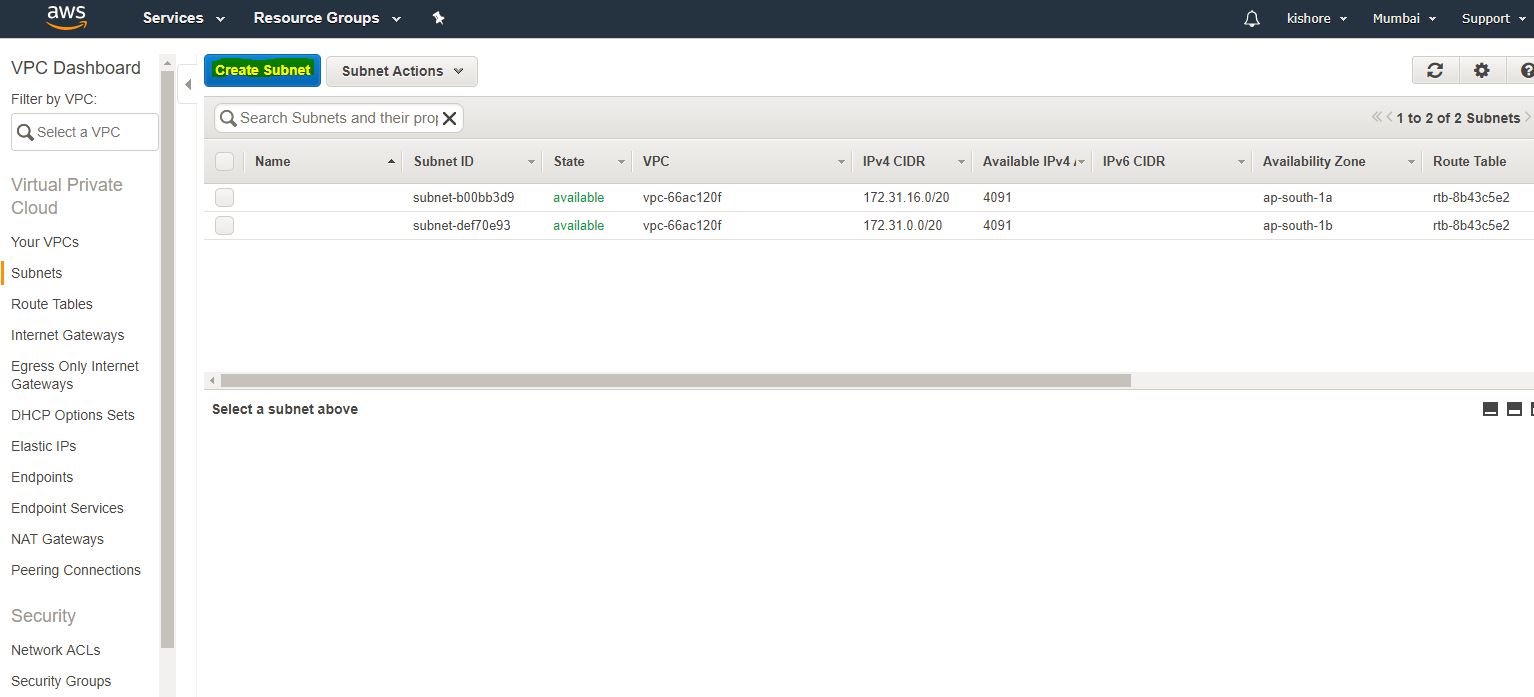 aws Services Resource Groups kishore Mumbai Support
VPC Dashboard
Filter by VPC:
Select a VPC
Virtual Private
Cloud
Your VPCs
Subnets
Route Tables
Internet Gateways
Egress Only Internet
Gateways
DHCP Options Sets
Elastic IPs
Endpoints
Endpoint Services
NAT Gateways
Peering Connections
Security
Network ACLs
Security Groups
Create Subnet Subnet Actions
Search Subnets and their prop
1 to 2 of 2 Subnets
Name Subnet ID State VPC IPv4 CIDR Available IPv4 IPv6 CIDR Availability Zone Route Table
subnet-b00bb3d9 available vpc-66ac120f 172.31.16.0/20 4091 ap-south-1a rtb-8b43c5e2
subnet-def70e93 available vpc-66ac120f 172.31.0.0/20 4091 ap-south-1b rtb-8b43c5e2
Select a subnet above